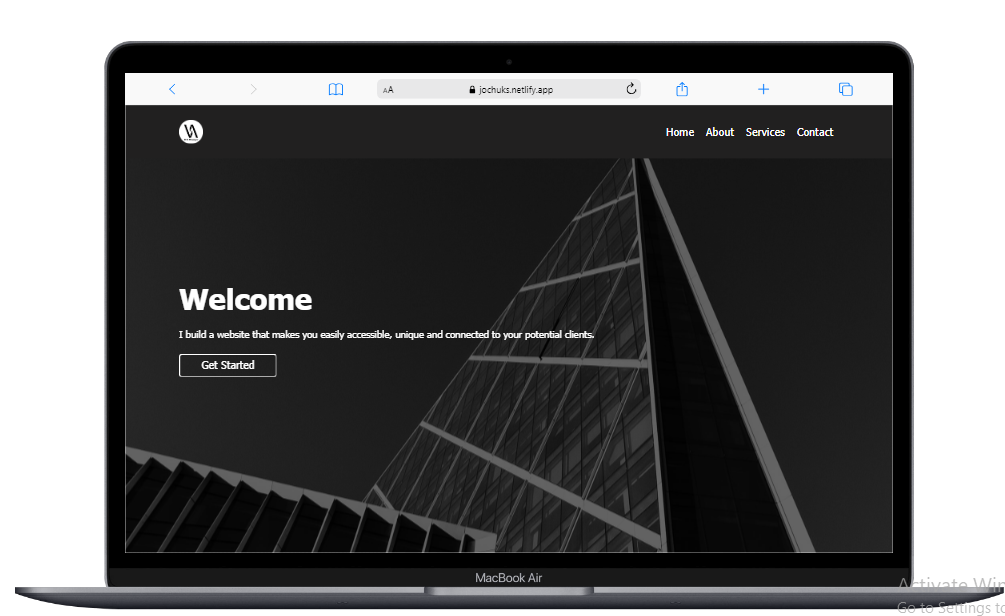 AA jochuks.netlify.app
Home About Services Contact
Welcome
I build a website that makes you easily accessible, unique and connected to your potential clients.
Get Started
MacBook Air
Activate Win
Go to Settings to